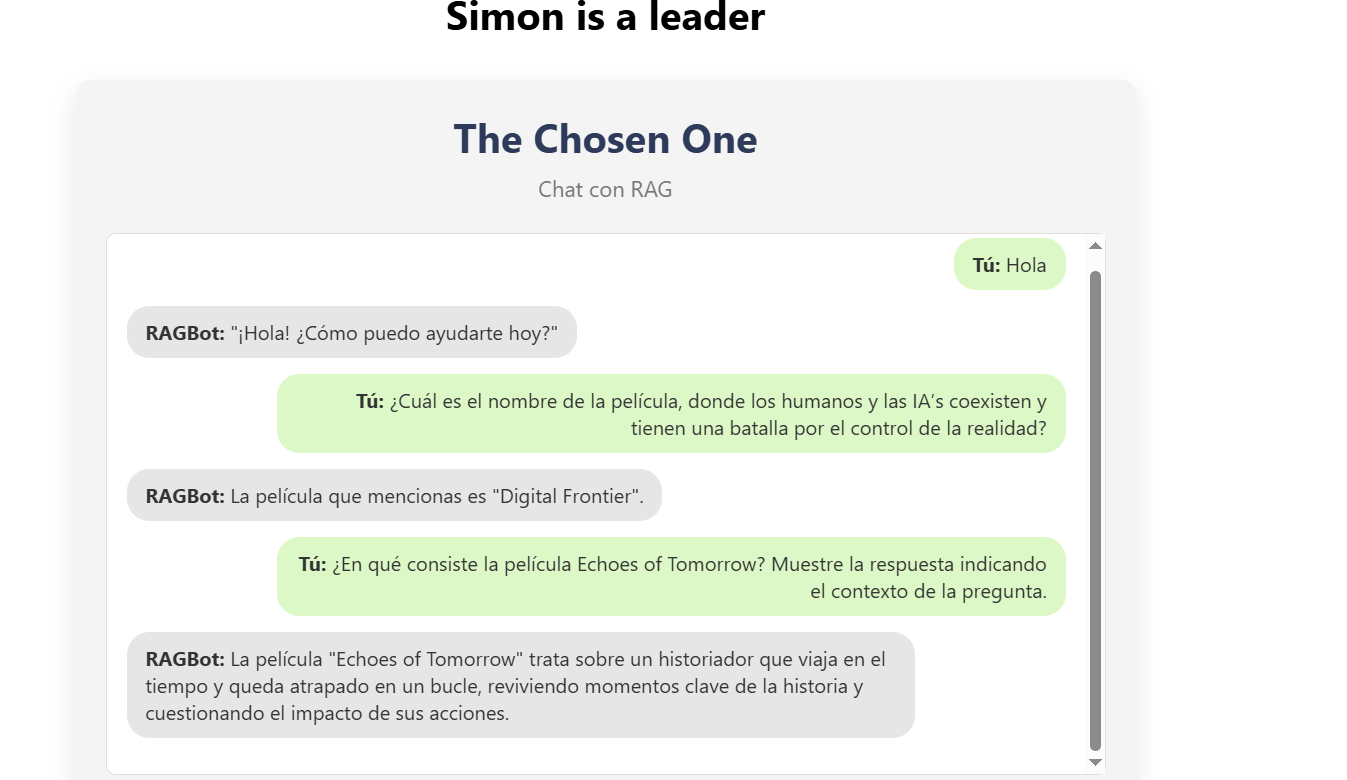 Simon is a leader
The Chosen One
Chat con RAG
Tú: Hola
RAGBot: "¡Hola! ¿Cómo puedo ayudarte hoy?"
Tú: ¿Cuál es el nombre de la película, donde los humanos y las IA’s coexisten y
tienen una batalla por el control de la realidad?
RAGBot: La película que mencionas es "Digital Frontier".
Tú: ¿En qué consiste la película Echoes of Tomorrow? Muestre la respuesta indicando
el contexto de la pregunta.
RAGBot: La película "Echoes of Tomorrow" trata sobre un historiador que viaja en el
tiempo y queda atrapado en un bucle, reviviendo momentos clave de la historia y
cuestionando el impacto de sus acciones.